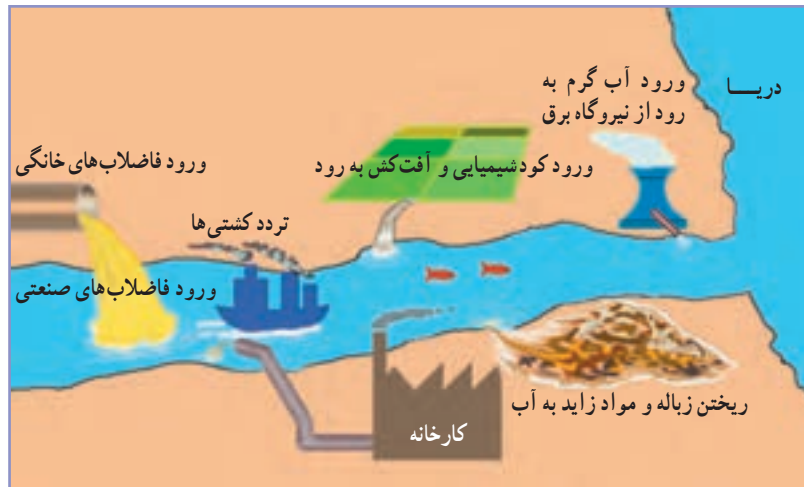 دریـــا
ورود آب گرم به
رود از نیروگاه برق
ورود کودشیمیایی و آفت‌کش به رود
ورود فاضلاب‌های خانگی
تردد کشتی‌ها
ورود فاضلاب‌های صنعتی
ریختن زباله و مواد زاید به آب
کارخانه